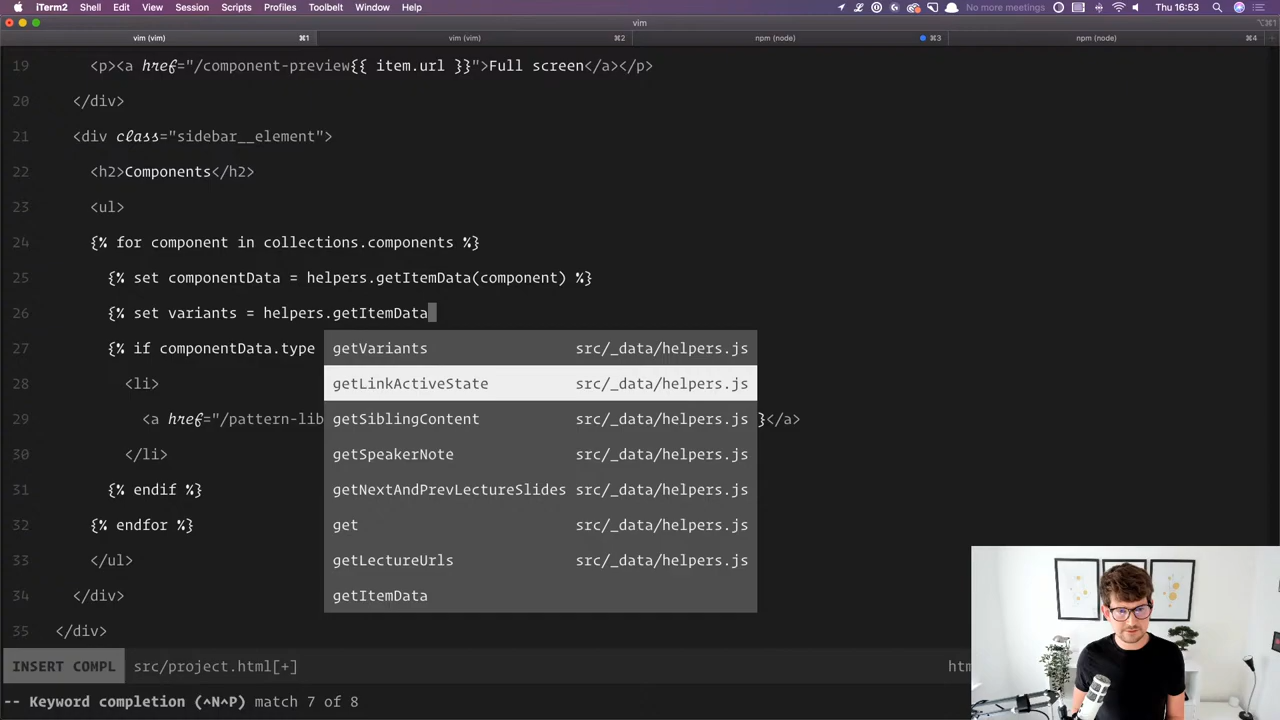 iTerm2 Shell Edit View Session Scripts Profiles Toolbelt Window Help No more meetings Thu 16:53
vim
⌥⌘1
vim (vim) ⌘1 vim (vim) ⌘2 npm (node) ⌘3 npm (node) ⌘4
19 <p><a href="/component-preview{{ item.url }}">Full screen</a></p>
20 </div>
21 <div class="sidebar__element">
22 <h2>Components</h2>
23 <ul>
24 {% for component in collections.components %}
25 {% set componentData = helpers.getItemData(component) %}
26 {% set variants = helpers.getItemData
27 {% if componentData.type getVariants src/_data/helpers.js
28 <li> getLinkActiveState src/_data/helpers.js
29 <a href="/pattern-lib getSiblingContent src/_data/helpers.js }</a>
30 </li> getSpeakerNote src/_data/helpers.js
31 {% endif %} getNextAndPrevLectureSlides src/_data/helpers.js
32 {% endfor %} get src/_data/helpers.js
33 </ul> getLectureUrls src/_data/helpers.js
34 </div> getItemData
35 </div>
INSERT COMPL src/project.html[+] htm
-- Keyword completion (^N^P) match 7 of 8